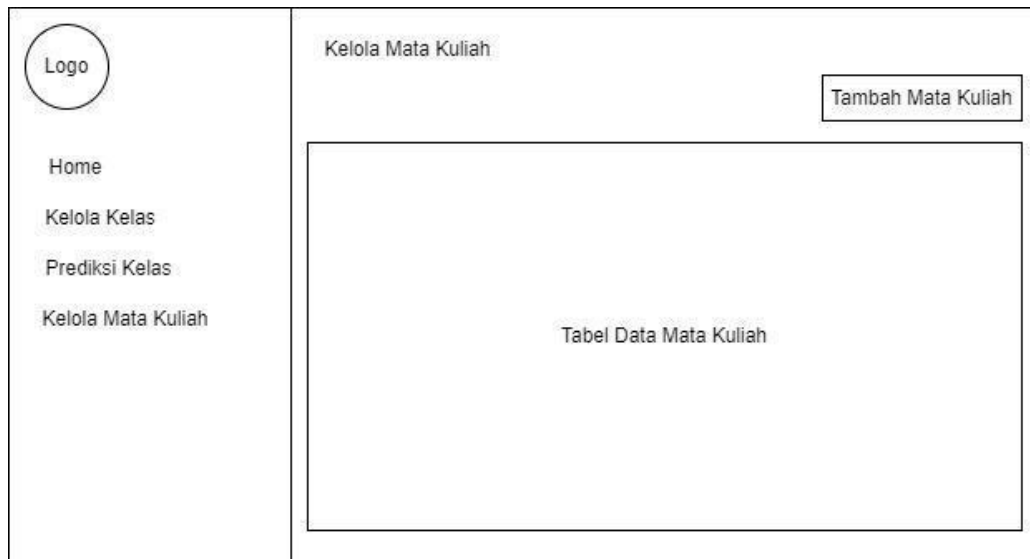 Logo
Home
Kelola Kelas
Prediksi Kelas
Kelola Mata Kuliah
Kelola Mata Kuliah
Tambah Mata Kuliah
Tabel Data Mata Kuliah